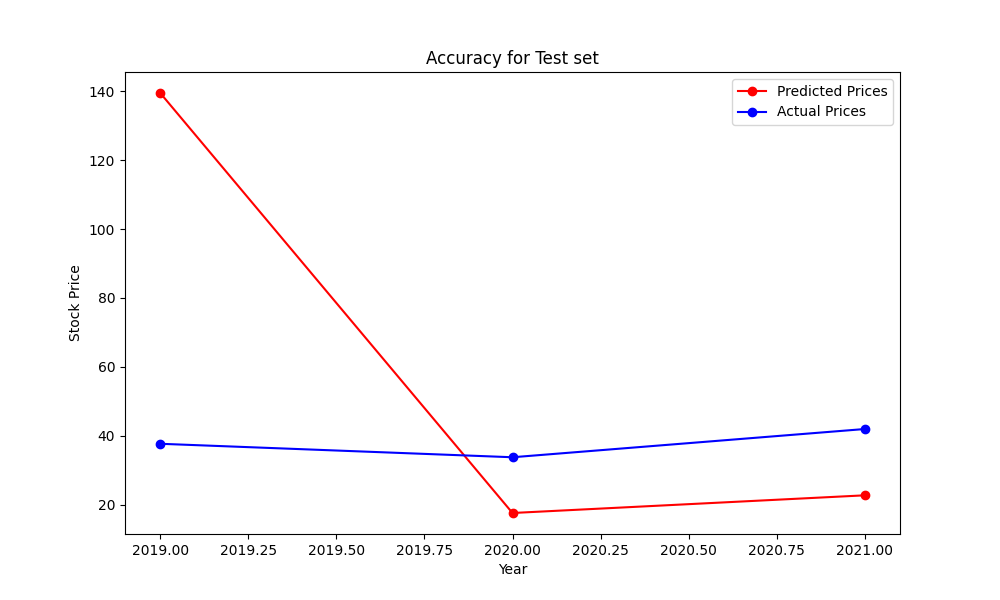 Accuracy for Test set
Predicted Prices
Actual Prices
140
120
100
80
60
40
20
Stock Price
2019.00 2019.25 2019.50 2019.75 2020.00 2020.25 2020.50 2020.75 2021.00
Year